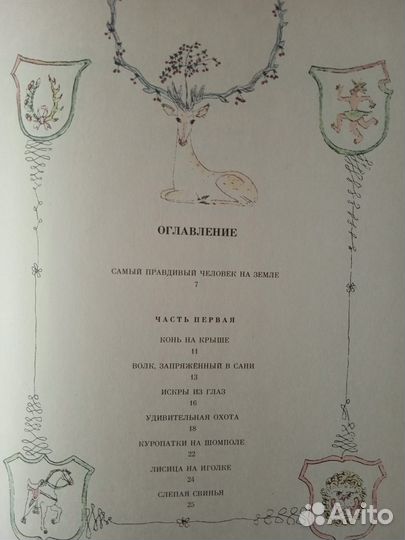 ОГЛАВЛЕНИЕ
САМЫЙ ПРАВДИВЫЙ ЧЕЛОВЕК НА ЗЕМЛЕ
7
ЧАСТЬ ПЕРВАЯ
КОНЬ НА КРЫШЕ
11
ВОЛК, ЗАПРЯЖЁННЫЙ В САНИ
13
ИСКРЫ ИЗ ГЛАЗ
16
УДИВИТЕЛЬНАЯ ОХОТА
18
КУРОПАТКИ НА ШОМПОЛЕ
22
ЛИСИЦА НА ИГОЛКЕ
24
СЛЕПАЯ СВИНЬЯ
25
Avito